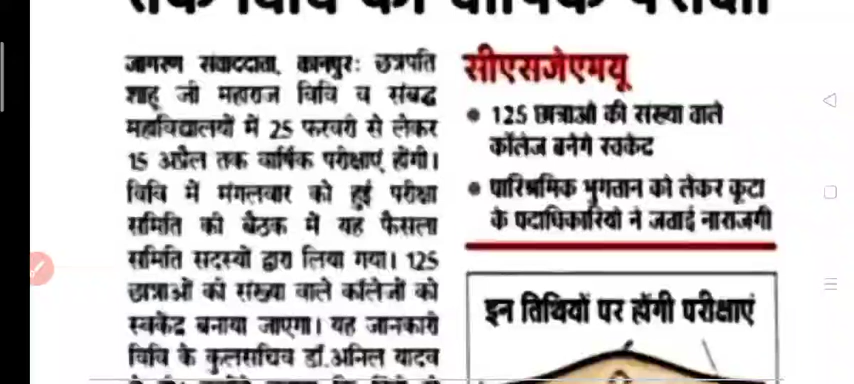 तक विवि की वार्षिक परीक्षा
जागरण संवाददाता, कानपुर: छत्रपति
शाहू जी महाराज विवि व संबद्ध
महाविद्यालयों में 25 फरवरी से लेकर
15 अप्रैल तक वार्षिक परीक्षाएं होंगी।
विवि में मंगलवार को हुई परीक्षा
समिति की बैठक में यह फैसला
समिति सदस्यों द्वारा लिया गया। 125
छात्राओं की संख्या वाले कॉलेजों को
स्वकेंद्र बनाया जाएगा। यह जानकारी
विवि के कुलसचिव डॉ.अनिल यादव
सीएसजेएमयू
• 125 छात्राओं की संख्या वाले
कॉलेज बनेंगे स्वकेंद्र
• पारिश्रमिक भुगतान को लेकर कूटा
के पदाधिकारियों ने जताई नाराजगी
इन तिथियों पर होंगी परीक्षाएं